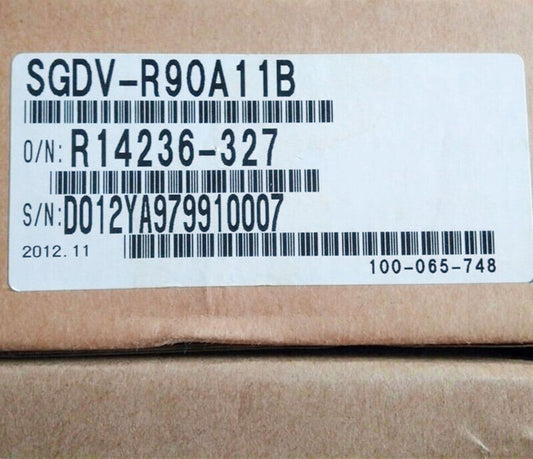 SGDV-R90A11B
O/N: R14236-327
S/N: D012YA979910007
2012.11
100-065-748